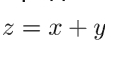 z = x + y